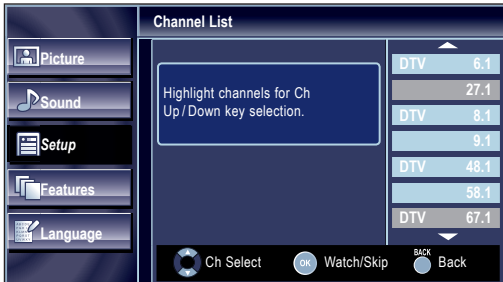 Channel List
Picture
Sound
Setup
Features
Language
Highlight channels for Ch
Up / Down key selection.
DTV 6.1
27.1
DTV 8.1
9.1
DTV 48.1
58.1
DTV 67.1
Ch Select
OK Watch/Skip
BACK Back